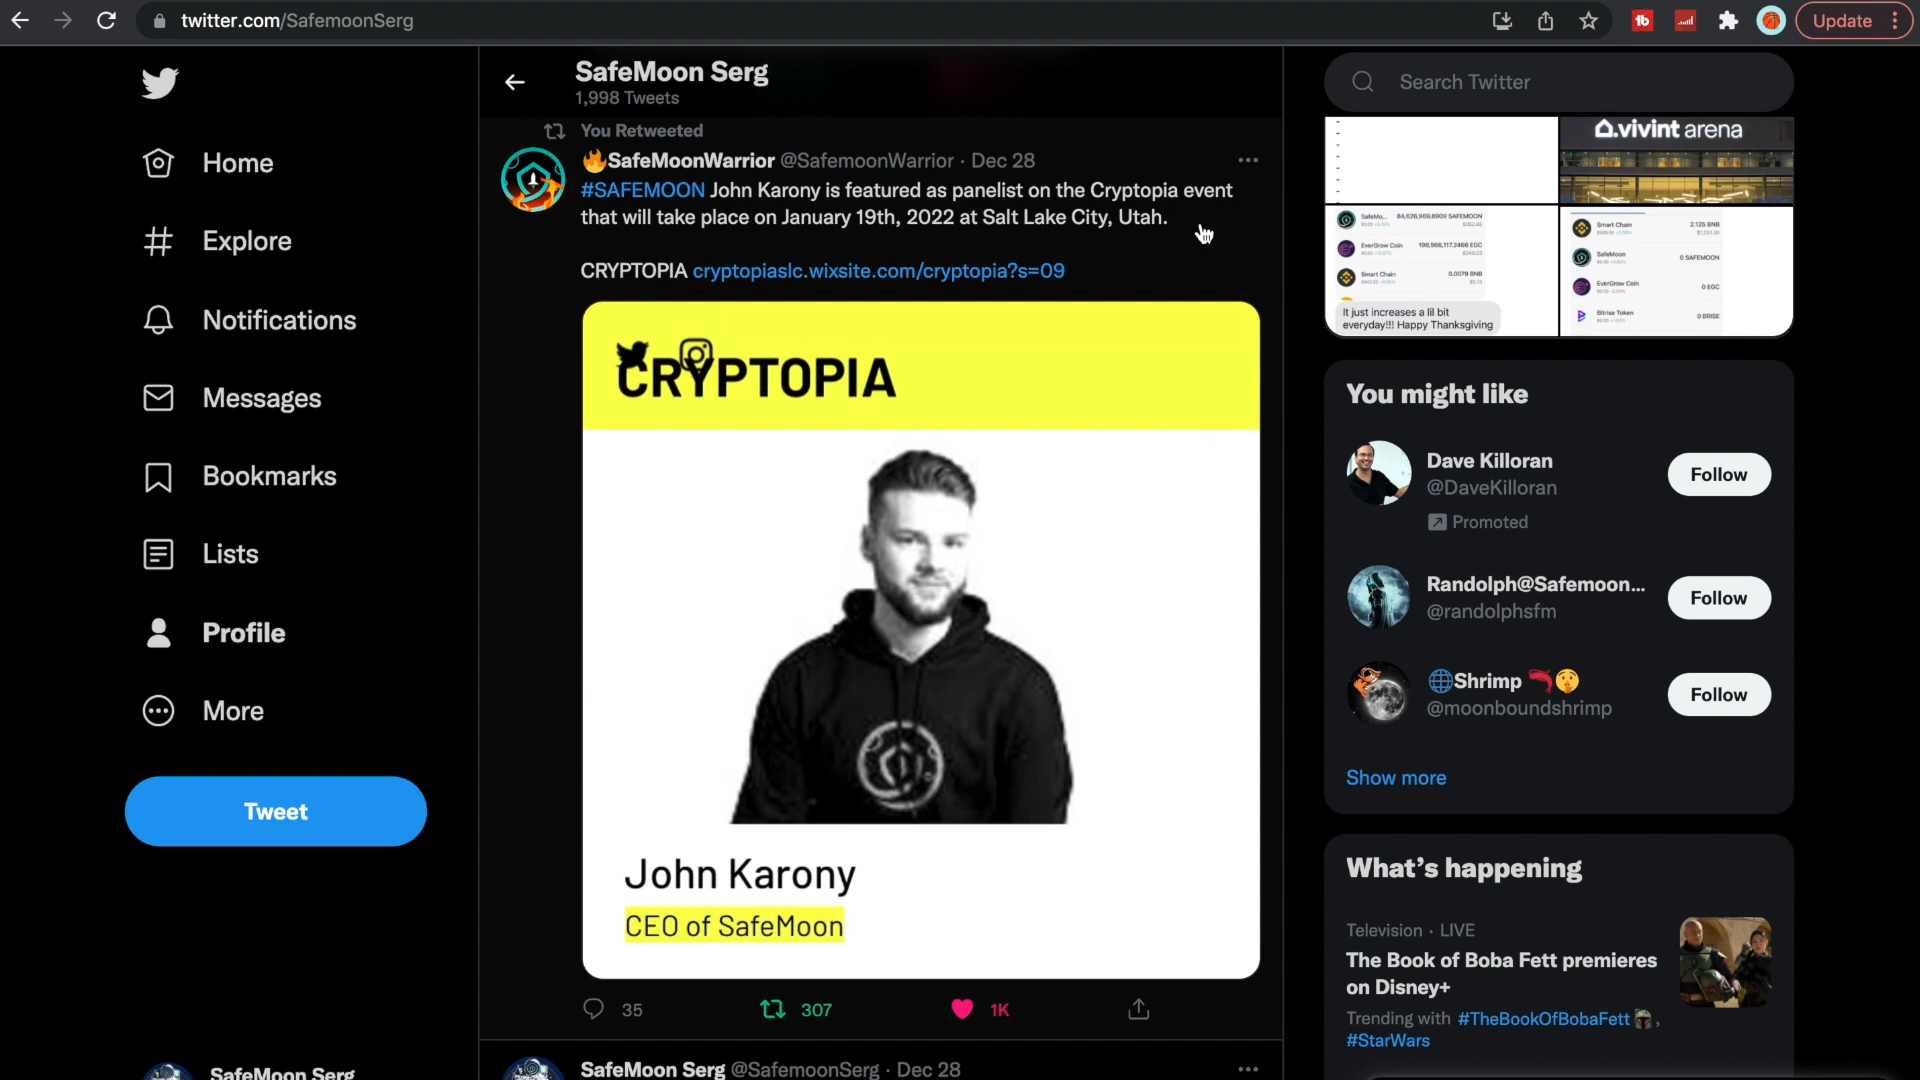 twitter.com/SafemoonSerg
Update
Home
Explore
Notifications
Messages
Bookmarks
Lists
Profile
More
Tweet
SafeMoon Serg
SafeMoon Serg
1,998 Tweets
You Retweeted
🔥SafeMoonWarrior @SafemoonWarrior · Dec 28
#SAFEMOON John Karony is featured as panelist on the Cryptopia event
that will take place on January 19th, 2022 at Salt Lake City, Utah.
CRYPTOPIA cryptopiaslc.wixsite.com/cryptopia?s=09
CRYPTOPIA
John Karony
CEO of SafeMoon
35
307
1K
SafeMoon Serg @SafemoonSerg · Dec 28
Search Twitter
vivint arena
SafeMo... 84,626,969.8909 SAFEMOON
EverGrow Coin 198,966,117.2466 EGC
Smart Chain 0.0079 BNB
It just increases a lil bit
everyday!!! Happy Thanksgiving
Smart Chain 2.125 BNB
SafeMoon 0 SAFEMOON
EverGrow Coin 0 EGC
Bitrise Token 0 BRISE
You might like
Dave Killoran
@DaveKilloran
Promoted
Follow
Randolph@Safemoon...
@randolphsfm
Follow
🌐Shrimp 🦐🤫
@moonboundshrimp
Follow
Show more
What's happening
Television · LIVE
The Book of Boba Fett premieres
on Disney+
Trending with #TheBookOfBobaFett,
#StarWars